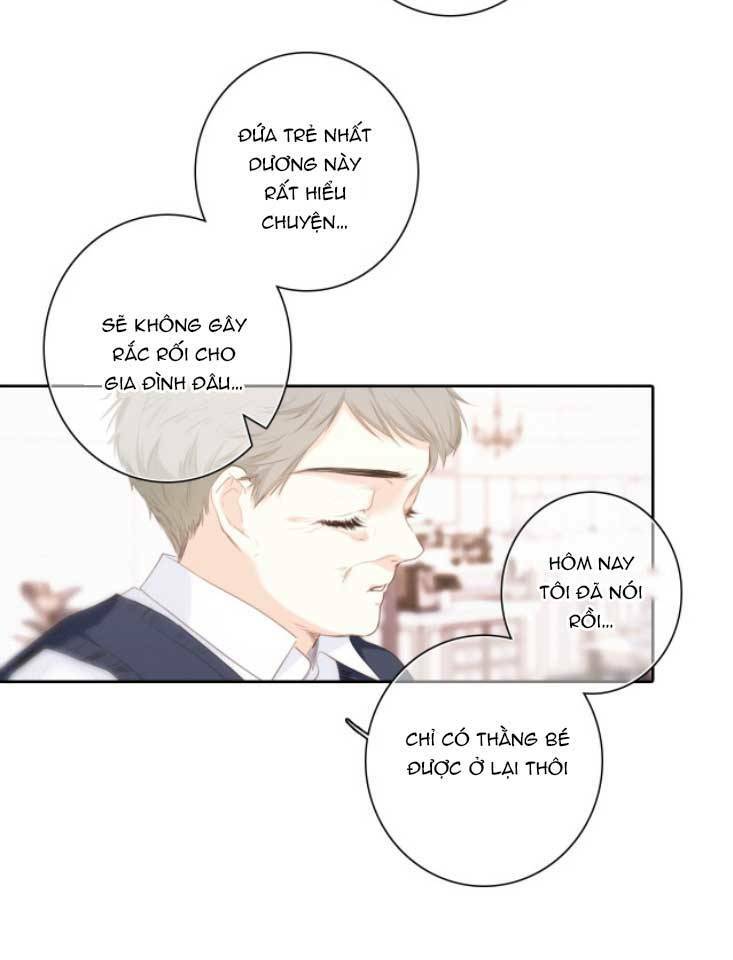 ĐỨA TRẺ NHẤT
DƯƠNG NÀY
RẤT HIỂU
CHUYỆN...
SẼ KHÔNG GÂY
RẮC RỐI CHO
GIA ĐÌNH ĐÂU...
HÔM NAY
TÔI ĐÃ NÓI
RỒI...
CHỈ CÓ THẰNG BÉ
ĐƯỢC Ở LẠI THÔI